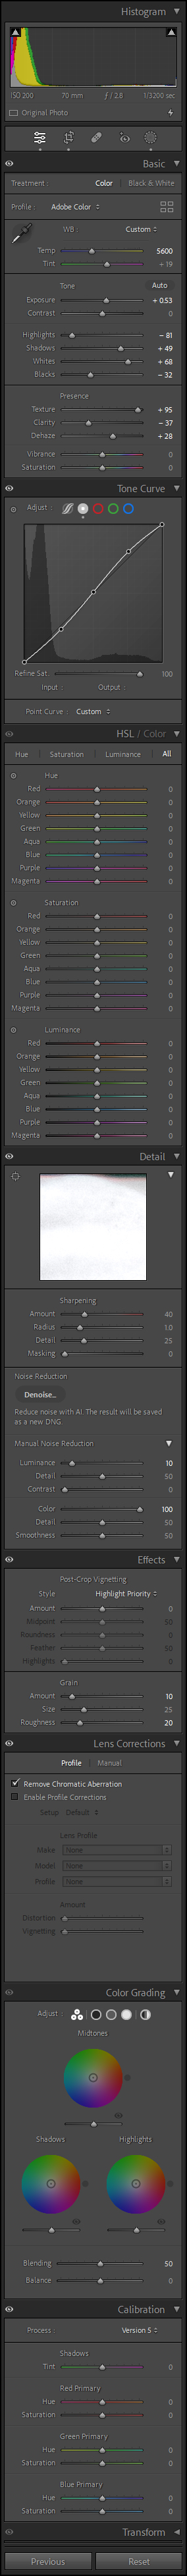 Histogram
ISO 200 70 mm ƒ / 2.8 1/3200 sec
Original Photo
Basic
Treatment : Color Black & White
Profile : Adobe Color
WB : Custom
Temp 5600
Tint + 19
Tone Auto
Exposure + 0.53
Contrast 0
Highlights − 81
Shadows + 49
Whites + 68
Blacks − 32
Presence
Texture + 95
Clarity − 37
Dehaze + 28
Vibrance 0
Saturation 0
Tone Curve
Adjust :
Refine Sat. 100
Input : Output :
Point Curve : Custom
HSL / Color
Hue Saturation Luminance All
Hue
Red 0
Orange 0
Yellow 0
Green 0
Aqua 0
Blue 0
Purple 0
Magenta 0
Saturation
Red 0
Orange 0
Yellow 0
Green 0
Aqua 0
Blue 0
Purple 0
Magenta 0
Luminance
Red 0
Orange 0
Yellow 0
Green 0
Aqua 0
Blue 0
Purple 0
Magenta 0
Detail
Sharpening
Amount 40
Radius 1.0
Detail 25
Masking 0
Noise Reduction
Denoise...
Reduce noise with AI. The result will be saved
as a new DNG.
Manual Noise Reduction
Luminance 10
Detail 50
Contrast 0
Color 100
Detail 50
Smoothness 50
Effects
Post-Crop Vignetting
Style Highlight Priority
Amount 0
Midpoint 50
Roundness 0
Feather 50
Highlights 0
Grain
Amount 10
Size 25
Roughness 20
Lens Corrections
Profile Manual
Remove Chromatic Aberration
Enable Profile Corrections
Setup Default
Lens Profile
Make None
Model None
Profile None
Amount
Distortion
Vignetting
Color Grading
Adjust :
Midtones
Shadows Highlights
Blending 50
Balance 0
Calibration
Process : Version 5
Shadows
Tint 0
Red Primary
Hue 0
Saturation 0
Green Primary
Hue 0
Saturation 0
Blue Primary
Hue 0
Saturation 0
Transform
Previous Reset